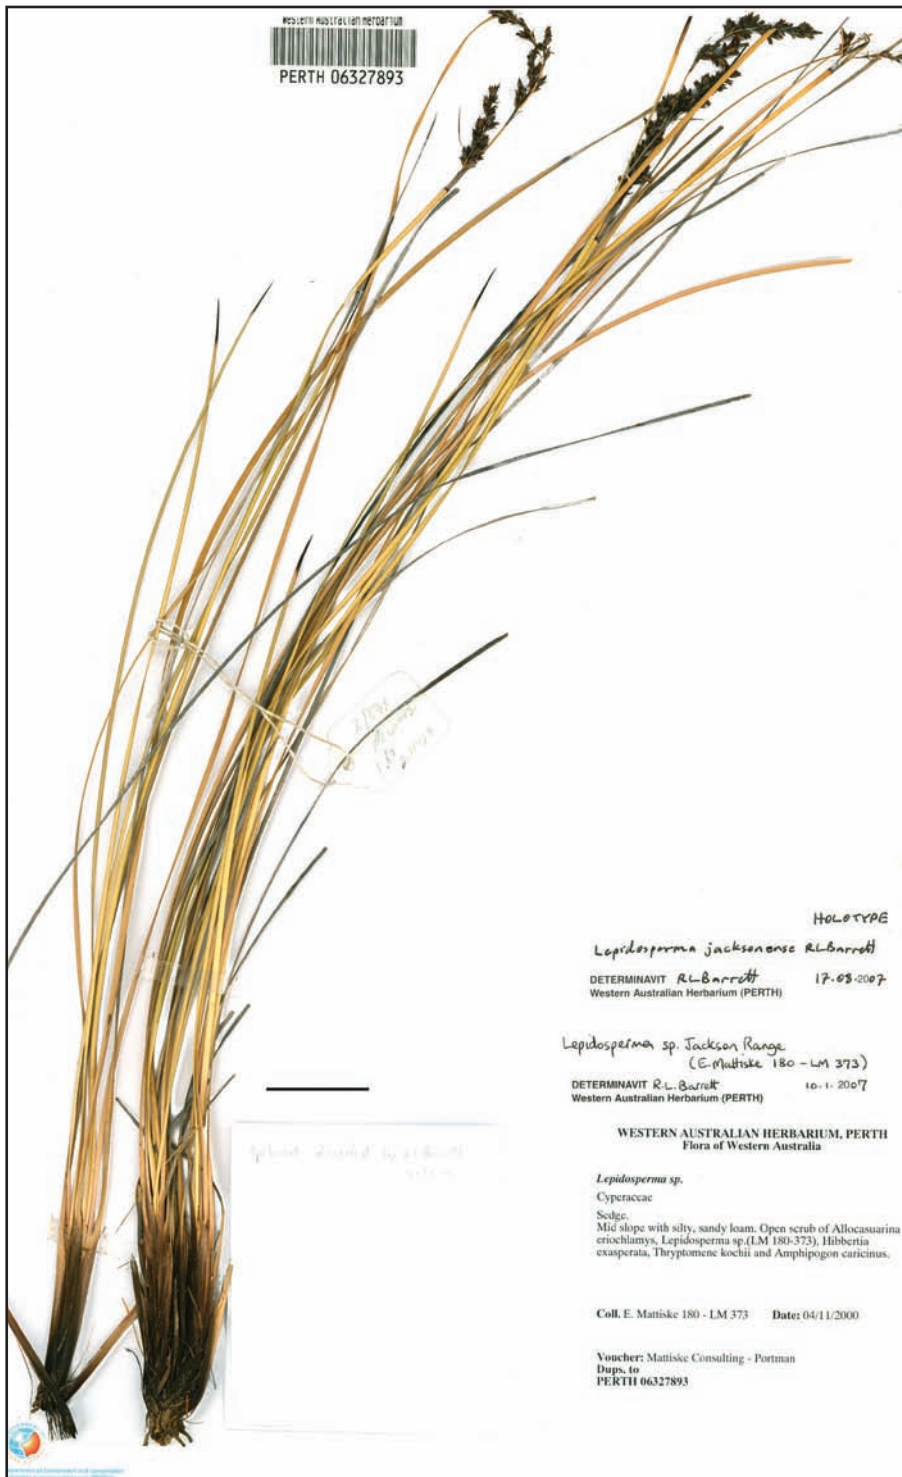 Western Australian Herbarium
PERTH 06327893
HOLOTYPE
Lepidosperma jacksonense RLBarrett
DETERMINAVIT RLBarrett 17-08-2007
Western Australian Herbarium (PERTH)
Lepidosperma sp. Jackson Range
(E. Mattiske 180 - LM 373)
DETERMINAVIT R.L. Barrett 10.1.2007
Western Australian Herbarium (PERTH)
WESTERN AUSTRALIAN HERBARIUM, PERTH
Flora of Western Australia
Lepidosperma sp.
Cyperaceae
Sedge.
Mid slope with silty, sandy loam. Open scrub of Allocasuarina
eriochlamys, Lepidosperma sp.(LM 180-373), Hibbertia
exasperata, Thryptomene kochii and Amphipogon caricinus.
Coll. E. Mattiske 180 - LM 373 Date: 04/11/2000
Voucher: Mattiske Consulting - Portman
Dups. to
PERTH 06327893